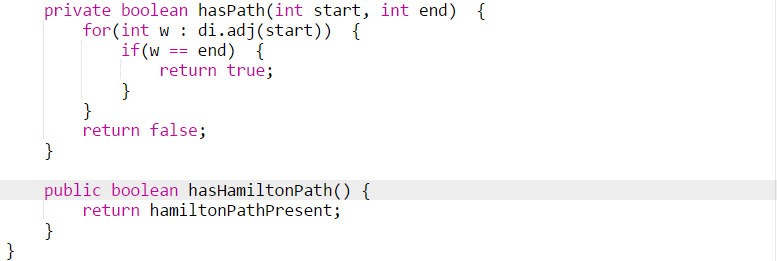 private boolean hasPath(int start, int end)  {
        for(int w : di.adj(start))  {
            if(w == end)  {
                return true;
            }
        }
        return false;
    }

    public boolean hasHamiltonPath() {
        return hamiltonPathPresent;
    }
}